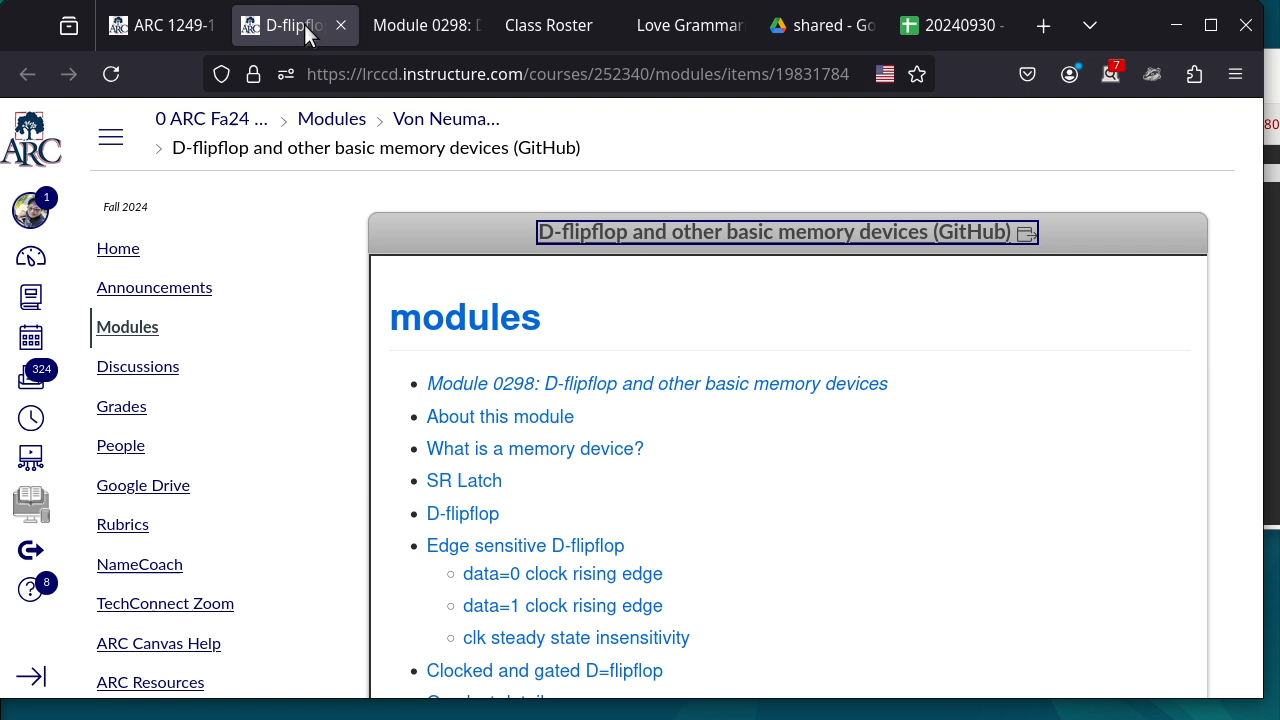 ARC 1249-1
D-flipflo
Module 0298: D
Class Roster
Love Grammar
shared - Go
20240930 -
https://lrccd.instructure.com/courses/252340/modules/items/19831784
7
ARC
0 ARC Fa24 ...
Modules
Von Neuma...
D-flipflop and other basic memory devices (GitHub)
1
324
8
Fall 2024
Home
Announcements
Modules
Discussions
Grades
People
Google Drive
Rubrics
NameCoach
TechConnect Zoom
ARC Canvas Help
ARC Resources
D-flipflop and other basic memory devices (GitHub)
modules
Module 0298: D-flipflop and other basic memory devices
About this module
What is a memory device?
SR Latch
D-flipflop
Edge sensitive D-flipflop
data=0 clock rising edge
data=1 clock rising edge
clk steady state insensitivity
Clocked and gated D=flipflop
80